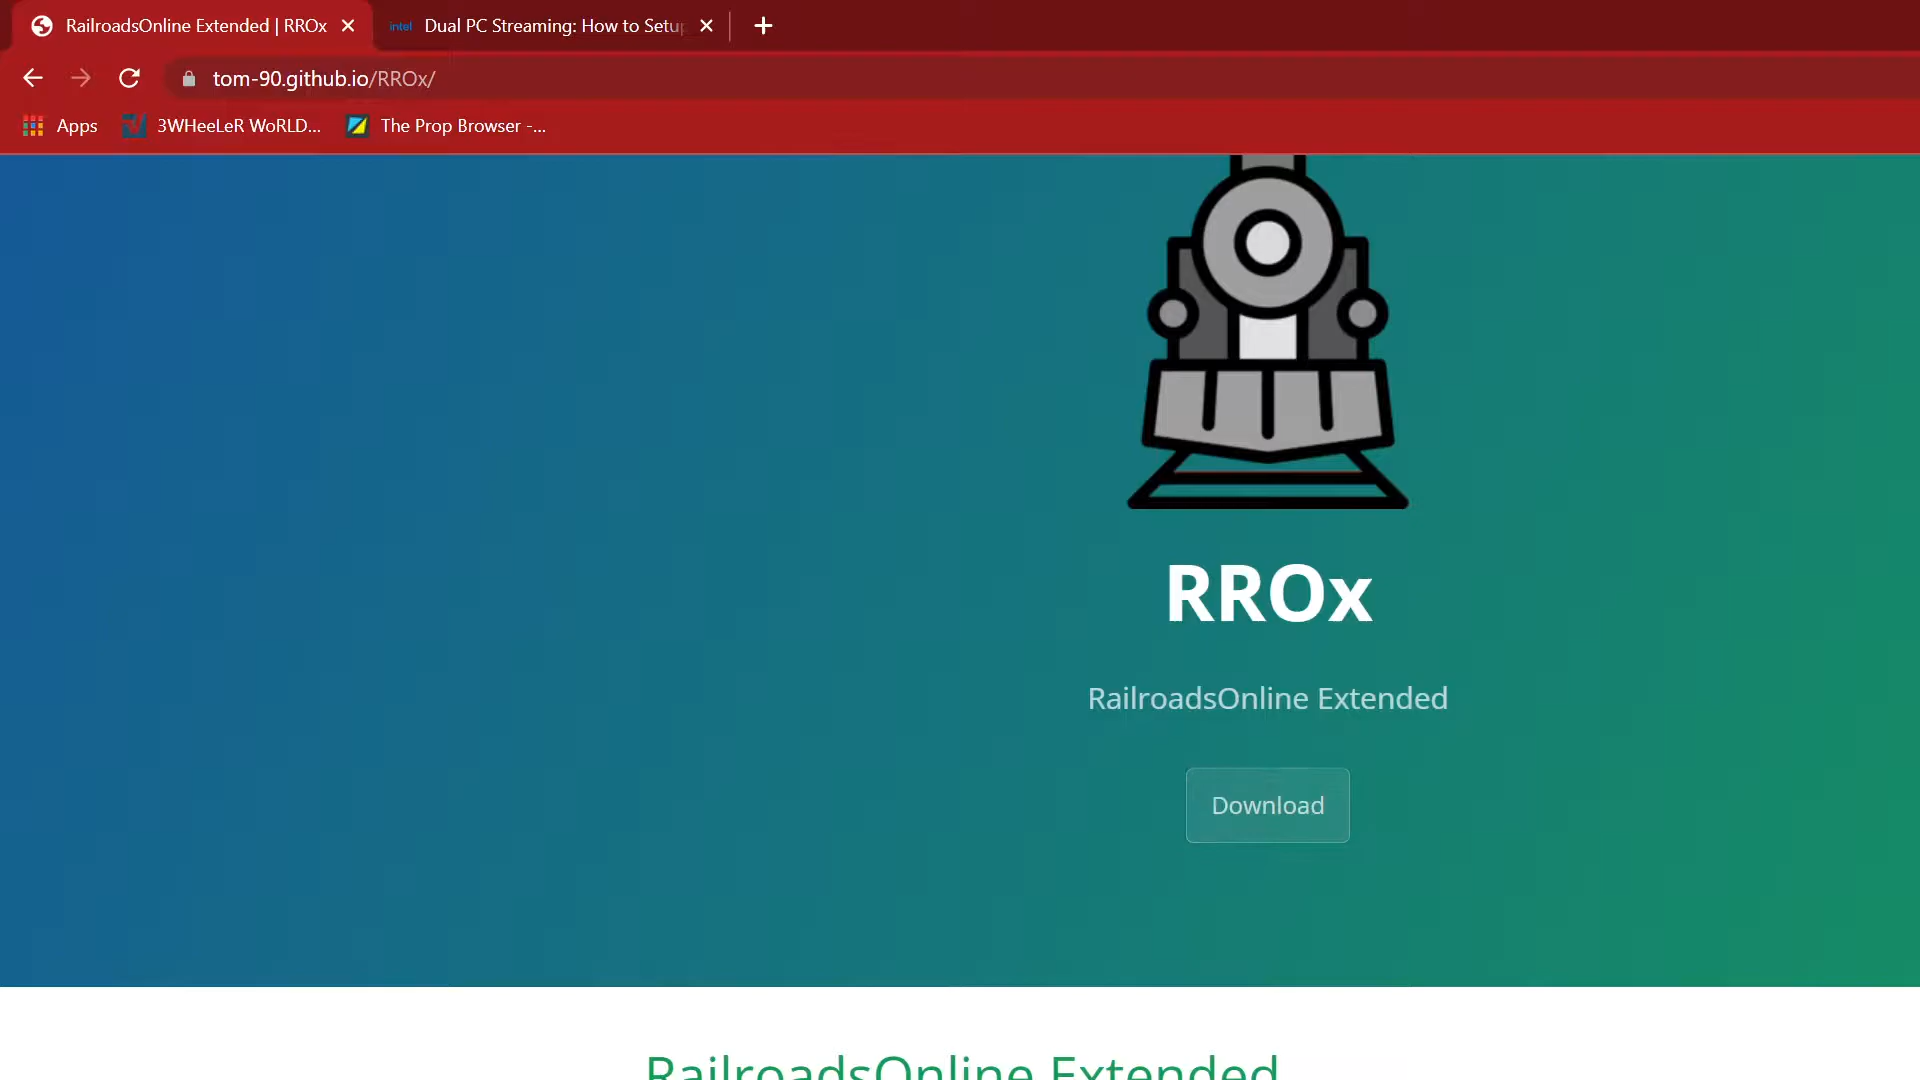 RailroadsOnline Extended | RROx
intel Dual PC Streaming: How to Setup
tom-90.github.io/RROx/
Apps 3WHeeLeR WoRLD... The Prop Browser -...
RROx
RailroadsOnline Extended
Download
RailroadsOnline Extended